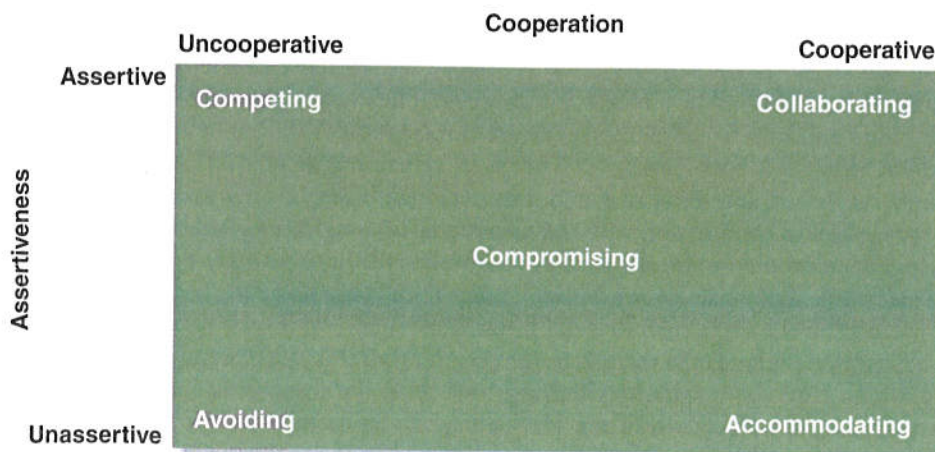 Cooperation
Uncooperative
Cooperative
Assertive
Competing
Collaborating
Assertiveness
Compromising
Avoiding
Accommodating
Unassertive